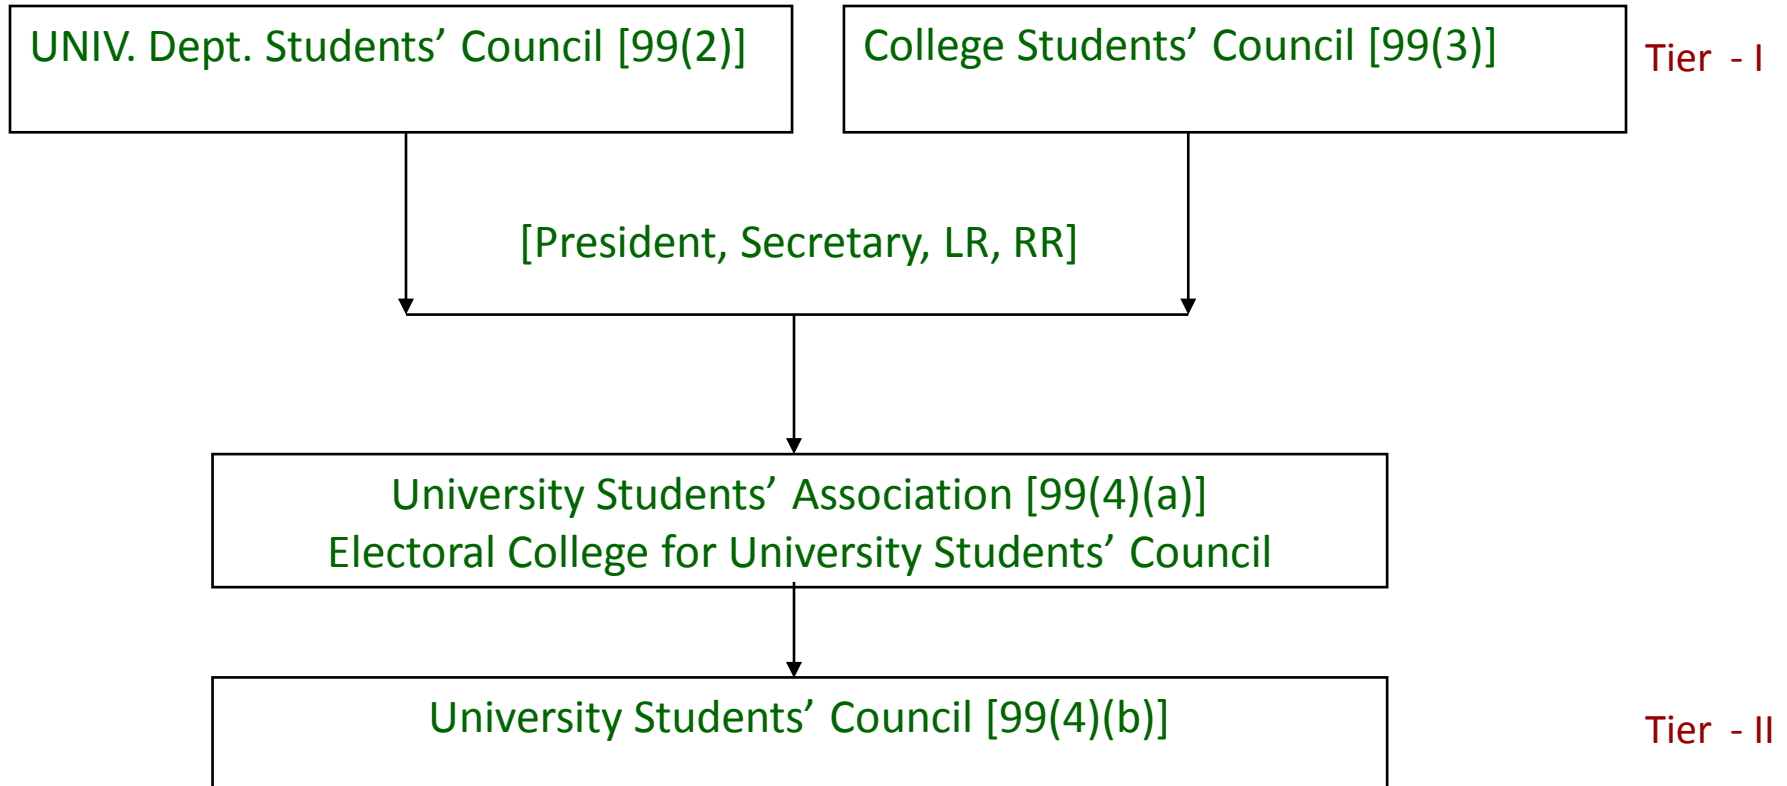 UNIV. Dept. Students’ Council [99(2)]
College Students’ Council [99(3)]
Tier - I
[President, Secretary, LR, RR]
University Students’ Association [99(4)(a)]
Electoral College for University Students’ Council
University Students’ Council [99(4)(b)]
Tier - II